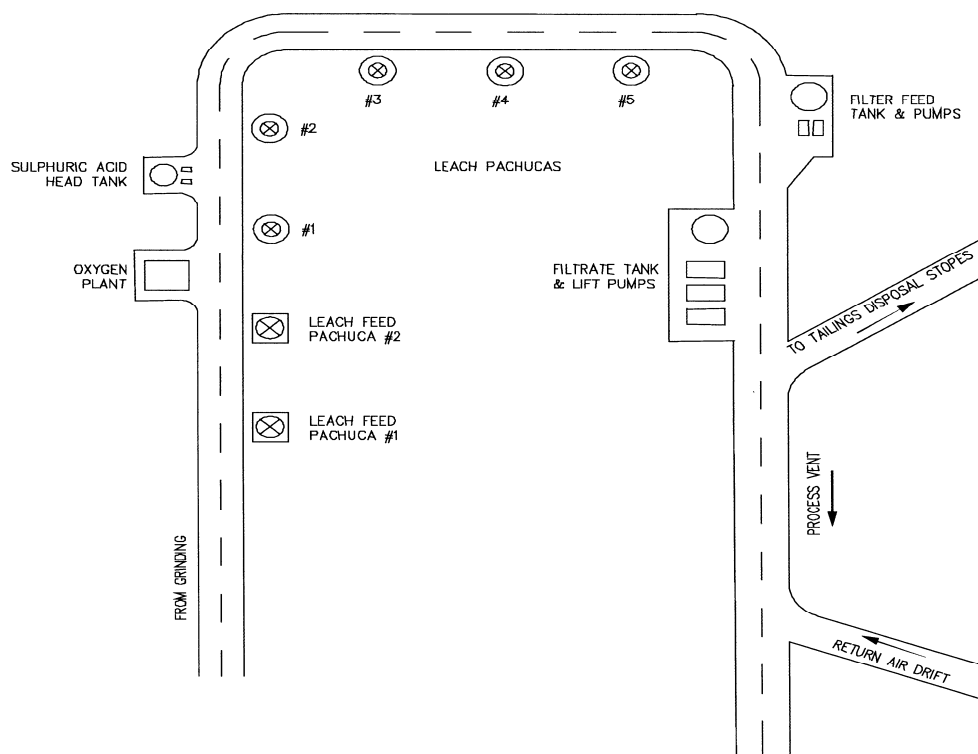 #3
#4
#5
FILTER FEED
TANK & PUMPS
#2
SULPHURIC ACID
HEAD TANK
LEACH PACHUCAS
#1
OXYGEN
PLANT
FILTRATE TANK
& LIFT PUMPS
TO TAILINGS DISPOSAL STOPES
LEACH FEED
PACHUCA #2
LEACH FEED
PACHUCA #1
PROCESS VENT
FROM GRINDING
RETURN AIR DRIFT